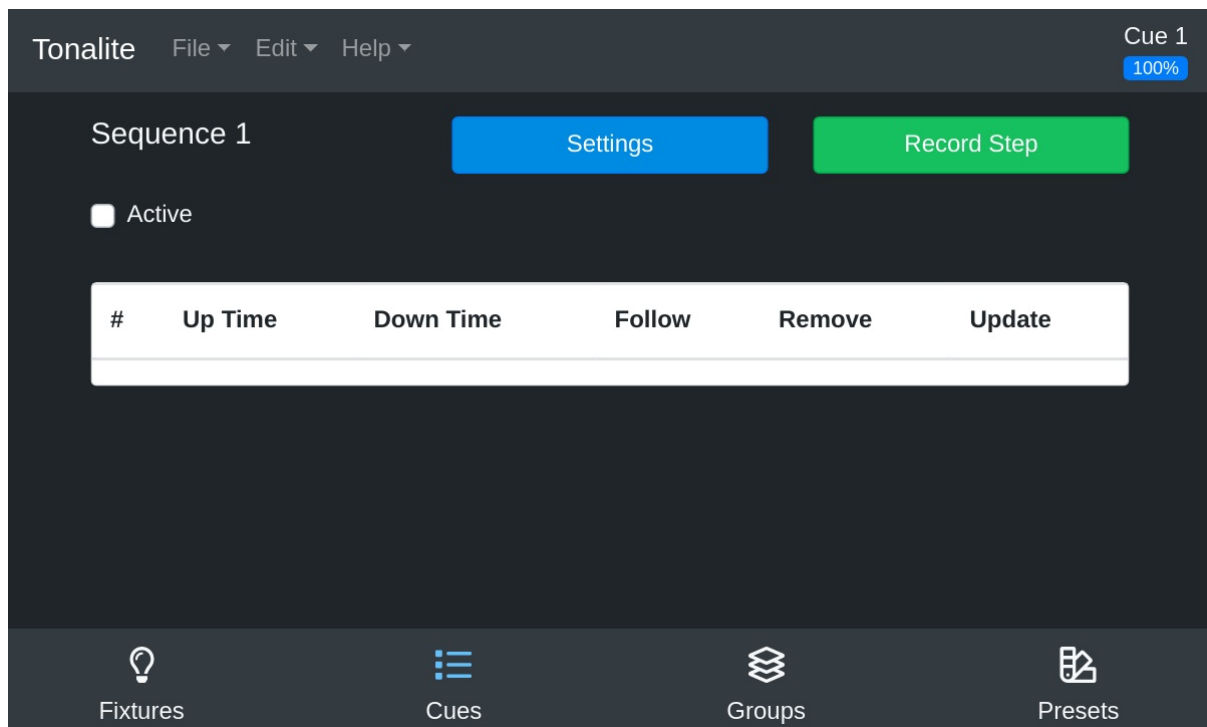 Tonalite File Edit Help Cue 1
100%
Sequence 1 Settings Record Step
Active
# Up Time Down Time Follow Remove Update
Fixtures Cues Groups Presets